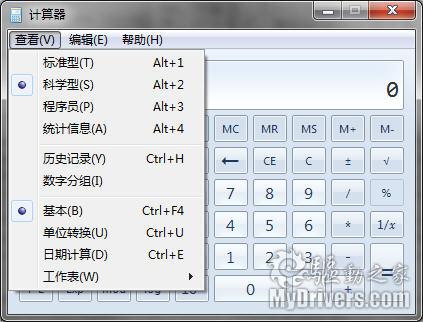 计算器
查看(V) 编辑(E) 帮助(H)
标准型(T) Alt+1
科学型(S) Alt+2
程序员(P) Alt+3
统计信息(A) Alt+4
历史记录(Y) Ctrl+H
数字分组(I)
基本(B) Ctrl+F4
单位转换(U) Ctrl+U
日期计算(D) Ctrl+E
工作表(W)
0
MC MR MS M+ M-
← CE C ± √
7 8 9 / %
4 5 6 * 1/x
1 2 3 - =
0 +
驱动之家
MyDrivers.com